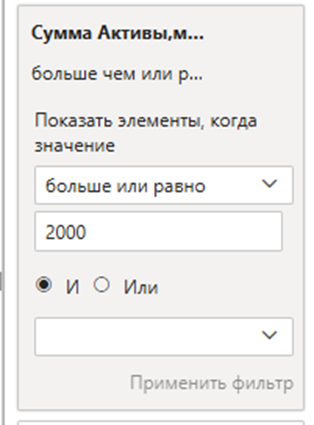 Сумма Активы,м...
больше чем или р...
Показать элементы, когда
значение
больше или равно
2000
И Или
Применить фильтр